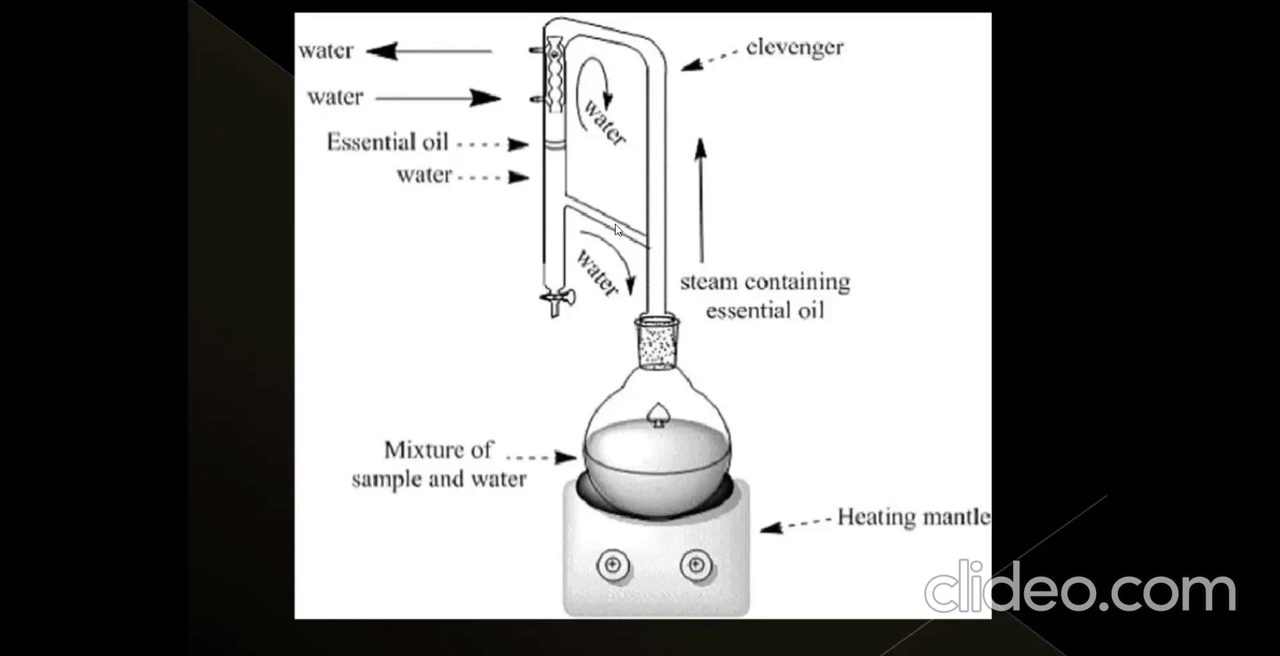 water
clevenger
water
water
Essential oil
water
water
steam containing
essential oil
Mixture of
sample and water
Heating mantle
clideo.com